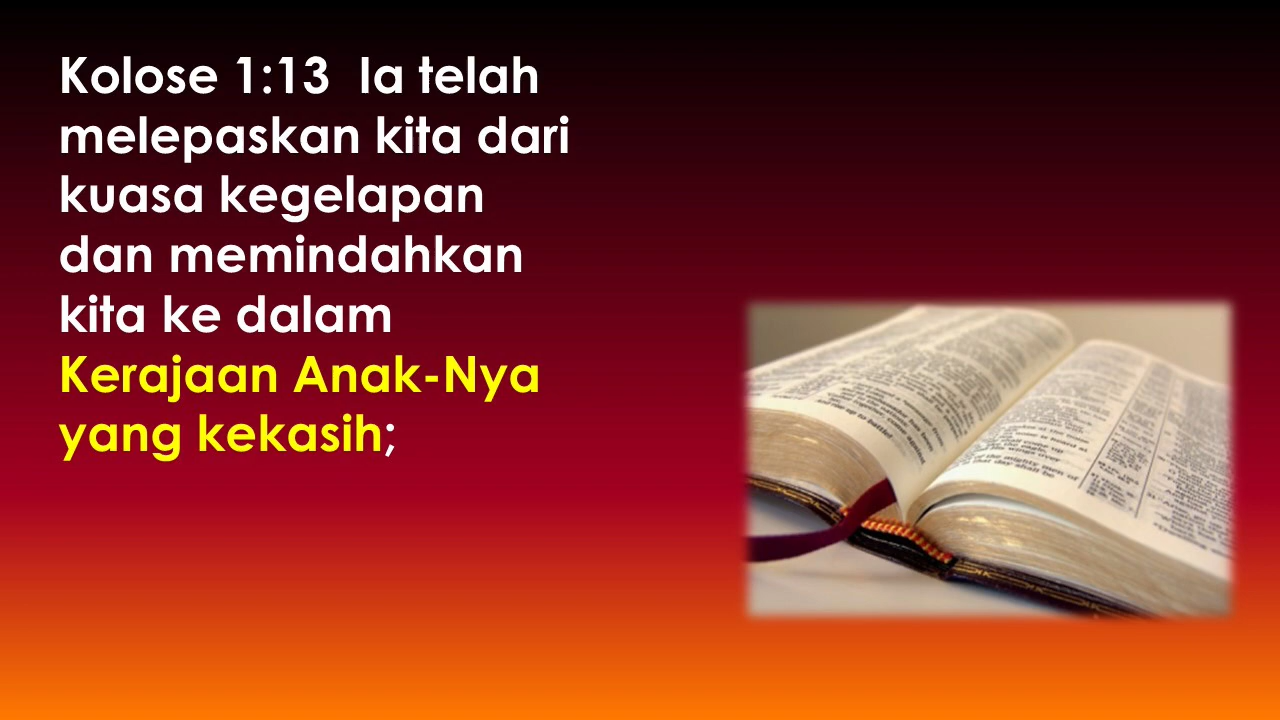 Kolose 1:13  Ia telah
melepaskan kita dari
kuasa kegelapan
dan memindahkan
kita ke dalam
Kerajaan Anak-Nya
yang kekasih;